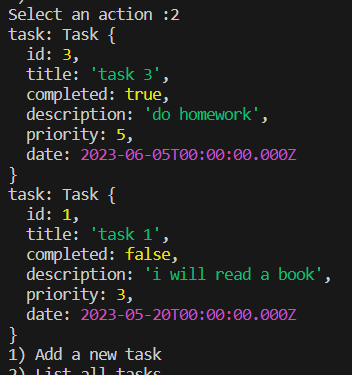 Select an action :2
task: Task {
  id: 3,
  title: 'task 3',
  completed: true,
  description: 'do homework',
  priority: 5,
  date: 2023-06-05T00:00:00.000Z
}
task: Task {
  id: 1,
  title: 'task 1',
  completed: false,
  description: 'i will read a book',
  priority: 3,
  date: 2023-05-20T00:00:00.000Z
}
1) Add a new task
2) List all tasks